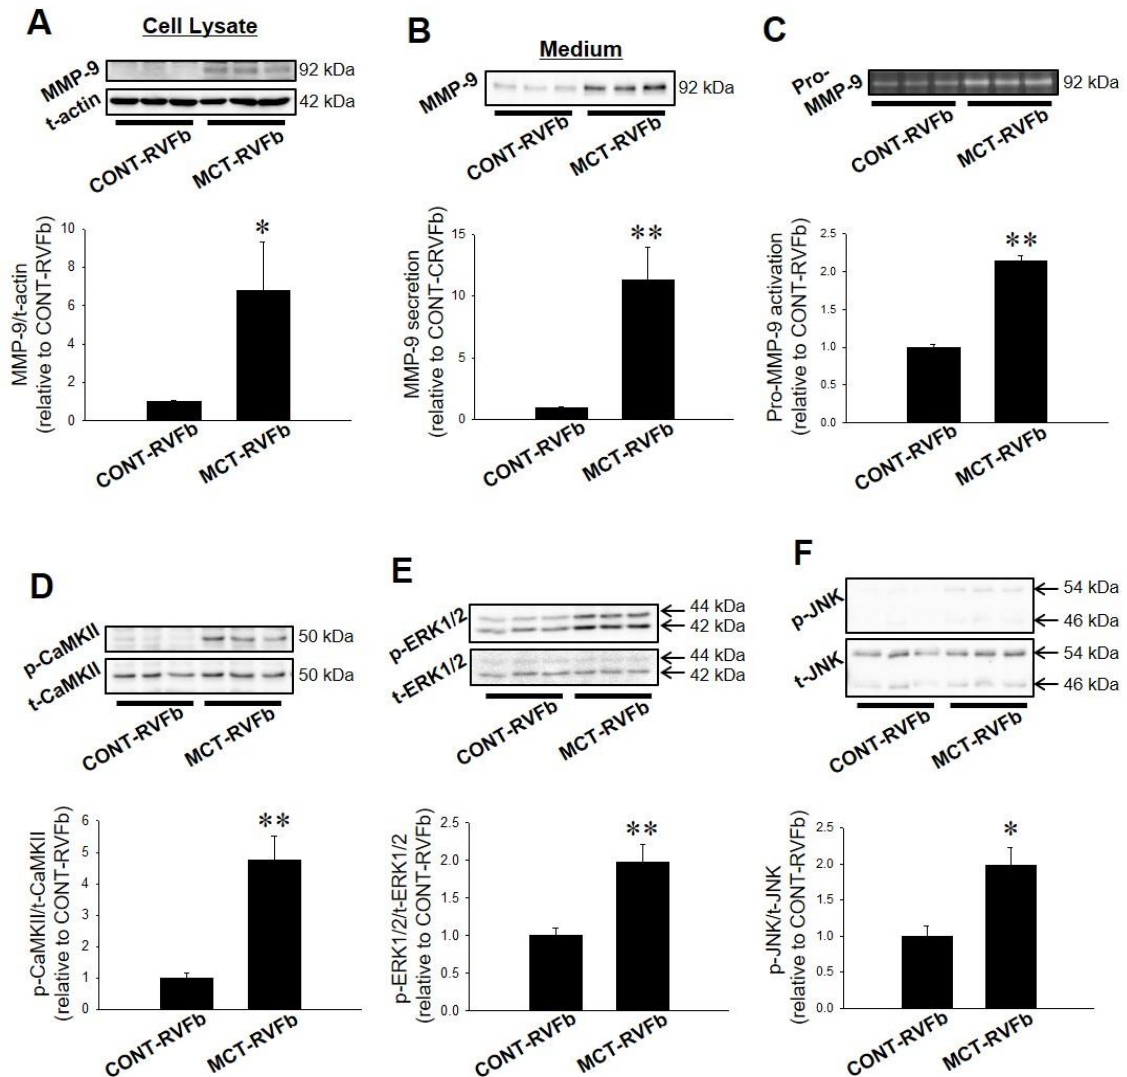 A
Cell Lysate
MMP-9
92 kDa
t-actin
42 kDa
CONT-RVFb
MCT-RVFb
MMP-9/t-actin
(relative to CONT-RVFb)
10
8
6
4
2
0
*
CONT-RVFb
MCT-RVFb
B
Medium
MMP-9
92 kDa
CONT-RVFb
MCT-RVFb
MMP-9 secretion
(relative to CONT-CRVFb)
15
10
5
0
**
CONT-RVFb
MCT-RVFb
C
Pro-
MMP-9
92 kDa
CONT-RVFb
MCT-RVFb
Pro-MMP-9 activation
(relative to CONT-RVFb)
2.5
2.0
1.0
0.5
0.0
**
CONT-RVFb
MCT-RVFb
D
p-CaMKII
50 kDa
t-CaMKII
50 kDa
CONT-RVFb
MCT-RVFb
p-CaMKII/t-CaMKII
(relative to CONT-RVFb)
6
5
4
2
1
0
**
CONT-RVFb
MCT-RVFb
E
p-ERK1/2
44 kDa
42 kDa
t-ERK1/2
44 kDa
42 kDa
CONT-RVFb
MCT-RVFb
p-ERK1/2/t-ERK1/2
(relative to CONT-RVFb)
2.5
2.0
1.5
1.0
0.5
0.0
**
CONT-RVFb
MCT-RVFb
F
p-JNK
54 kDa
46 kDa
t-JNK
54 kDa
46 kDa
CONT-RVFb
MCT-RVFb
p-JNK/t-JNK
(relative to CONT-RVFb)
2.5
2.0
1.5
1.0
0.5
0.0
*
CONT-RVFb
MCT-RVFb